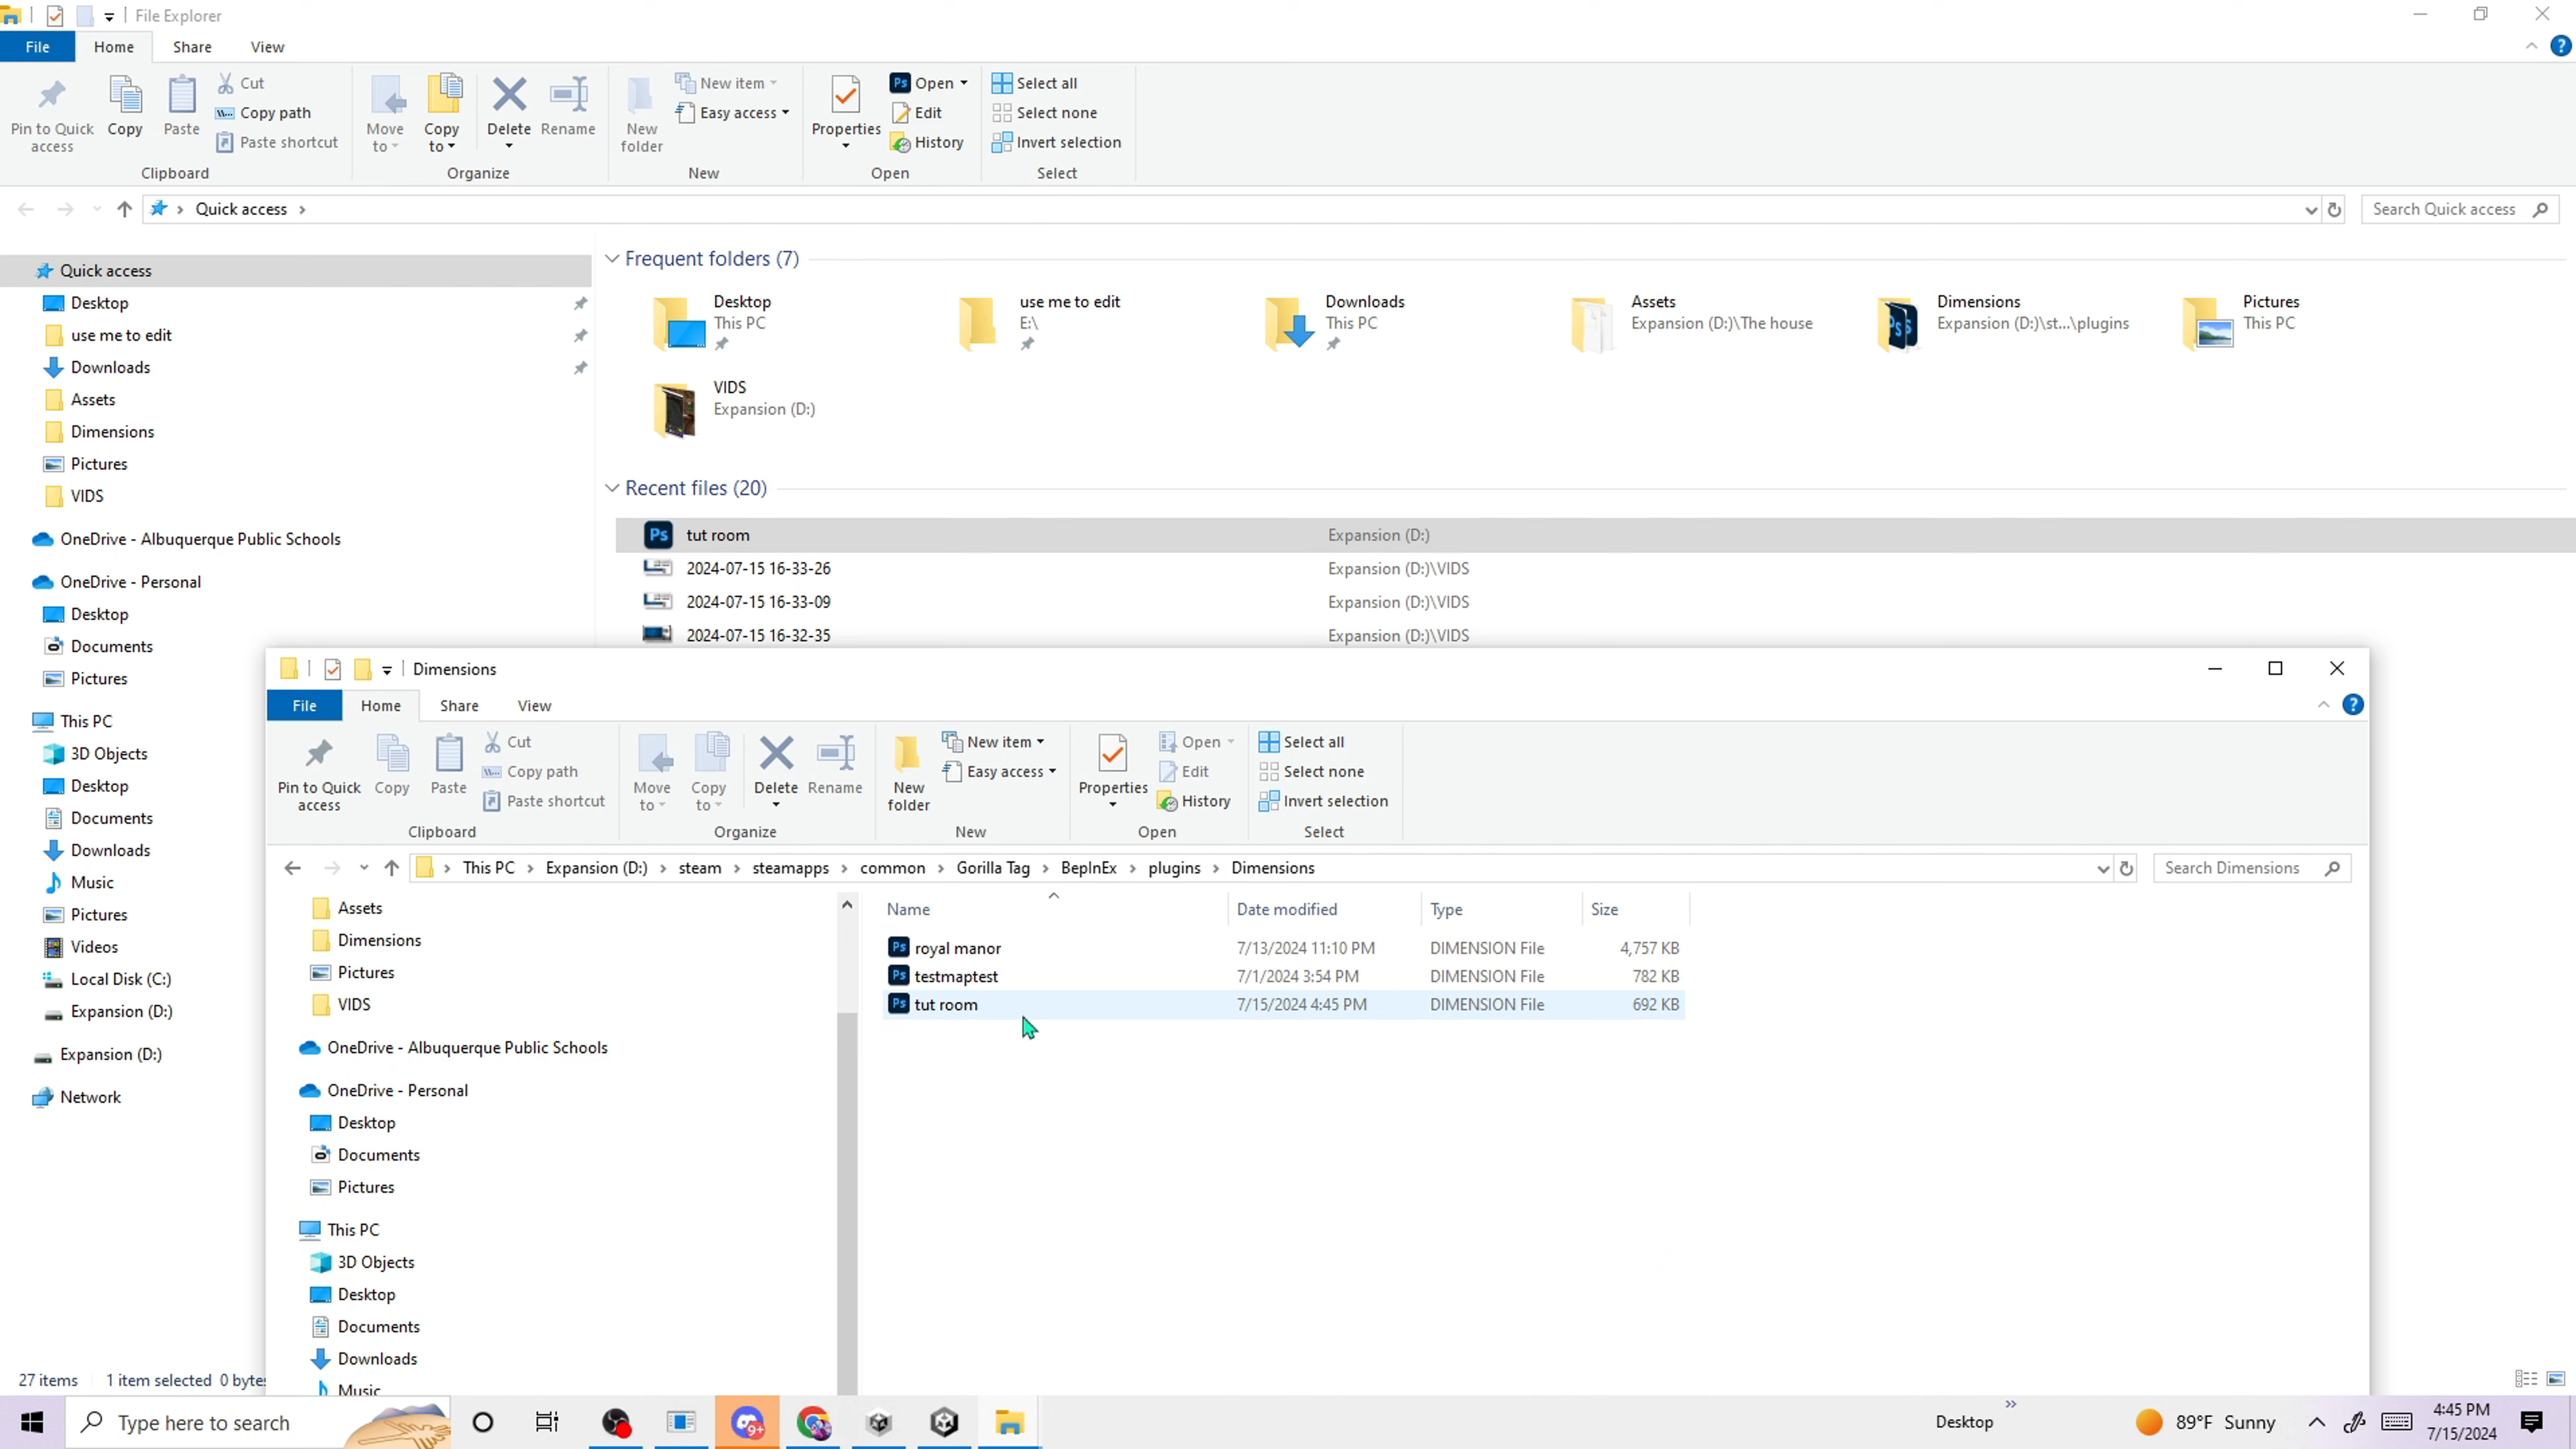 File Explorer
File Home Share View
Pin to Quick access
Copy
Paste
Cut
Copy path
Paste shortcut
Clipboard
Move to
Copy to
Delete
Rename
Organize
New folder
New item
Easy access
New
Properties
Open
Edit
History
Open
Select all
Select none
Invert selection
Select
Quick access
Search Quick access
Quick access
Desktop
use me to edit
Downloads
Assets
Dimensions
Pictures
VIDS
OneDrive - Albuquerque Public Schools
OneDrive - Personal
Desktop
Documents
Pictures
This PC
3D Objects
Desktop
Documents
Downloads
Music
Pictures
Videos
Local Disk (C:)
Expansion (D:)
Expansion (D:)
Network
Frequent folders (7)
Desktop
This PC
use me to edit
E:\
Downloads
This PC
Assets
Expansion (D:)\The house
Dimensions
Expansion (D:)\st...\plugins
Pictures
This PC
VIDS
Expansion (D:)
Recent files (20)
Ps tut room Expansion (D:)
2024-07-15 16-33-26 Expansion (D:)\VIDS
2024-07-15 16-33-09 Expansion (D:)\VIDS
2024-07-15 16-32-35 Expansion (D:)\VIDS
Dimensions
File Home Share View
Pin to Quick access
Copy
Paste
Cut
Copy path
Paste shortcut
Clipboard
Move to
Copy to
Delete
Rename
Organize
New folder
New item
Easy access
New
Properties
Open
Edit
History
Open
Select all
Select none
Invert selection
Select
This PC Expansion (D:) steam steamapps common Gorilla Tag BepInEx plugins Dimensions
Search Dimensions
Assets
Dimensions
Pictures
VIDS
OneDrive - Albuquerque Public Schools
OneDrive - Personal
Desktop
Documents
Pictures
This PC
3D Objects
Desktop
Documents
Downloads
Music
Name Date modified Type Size
Ps royal manor 7/13/2024 11:10 PM DIMENSION File 4,757 KB
Ps testmaptest 7/1/2024 3:54 PM DIMENSION File 782 KB
Ps tut room 7/15/2024 4:45 PM DIMENSION File 692 KB
27 items 1 item selected 0 bytes
Type here to search
9+
Desktop
89°F Sunny
4:45 PM
7/15/2024